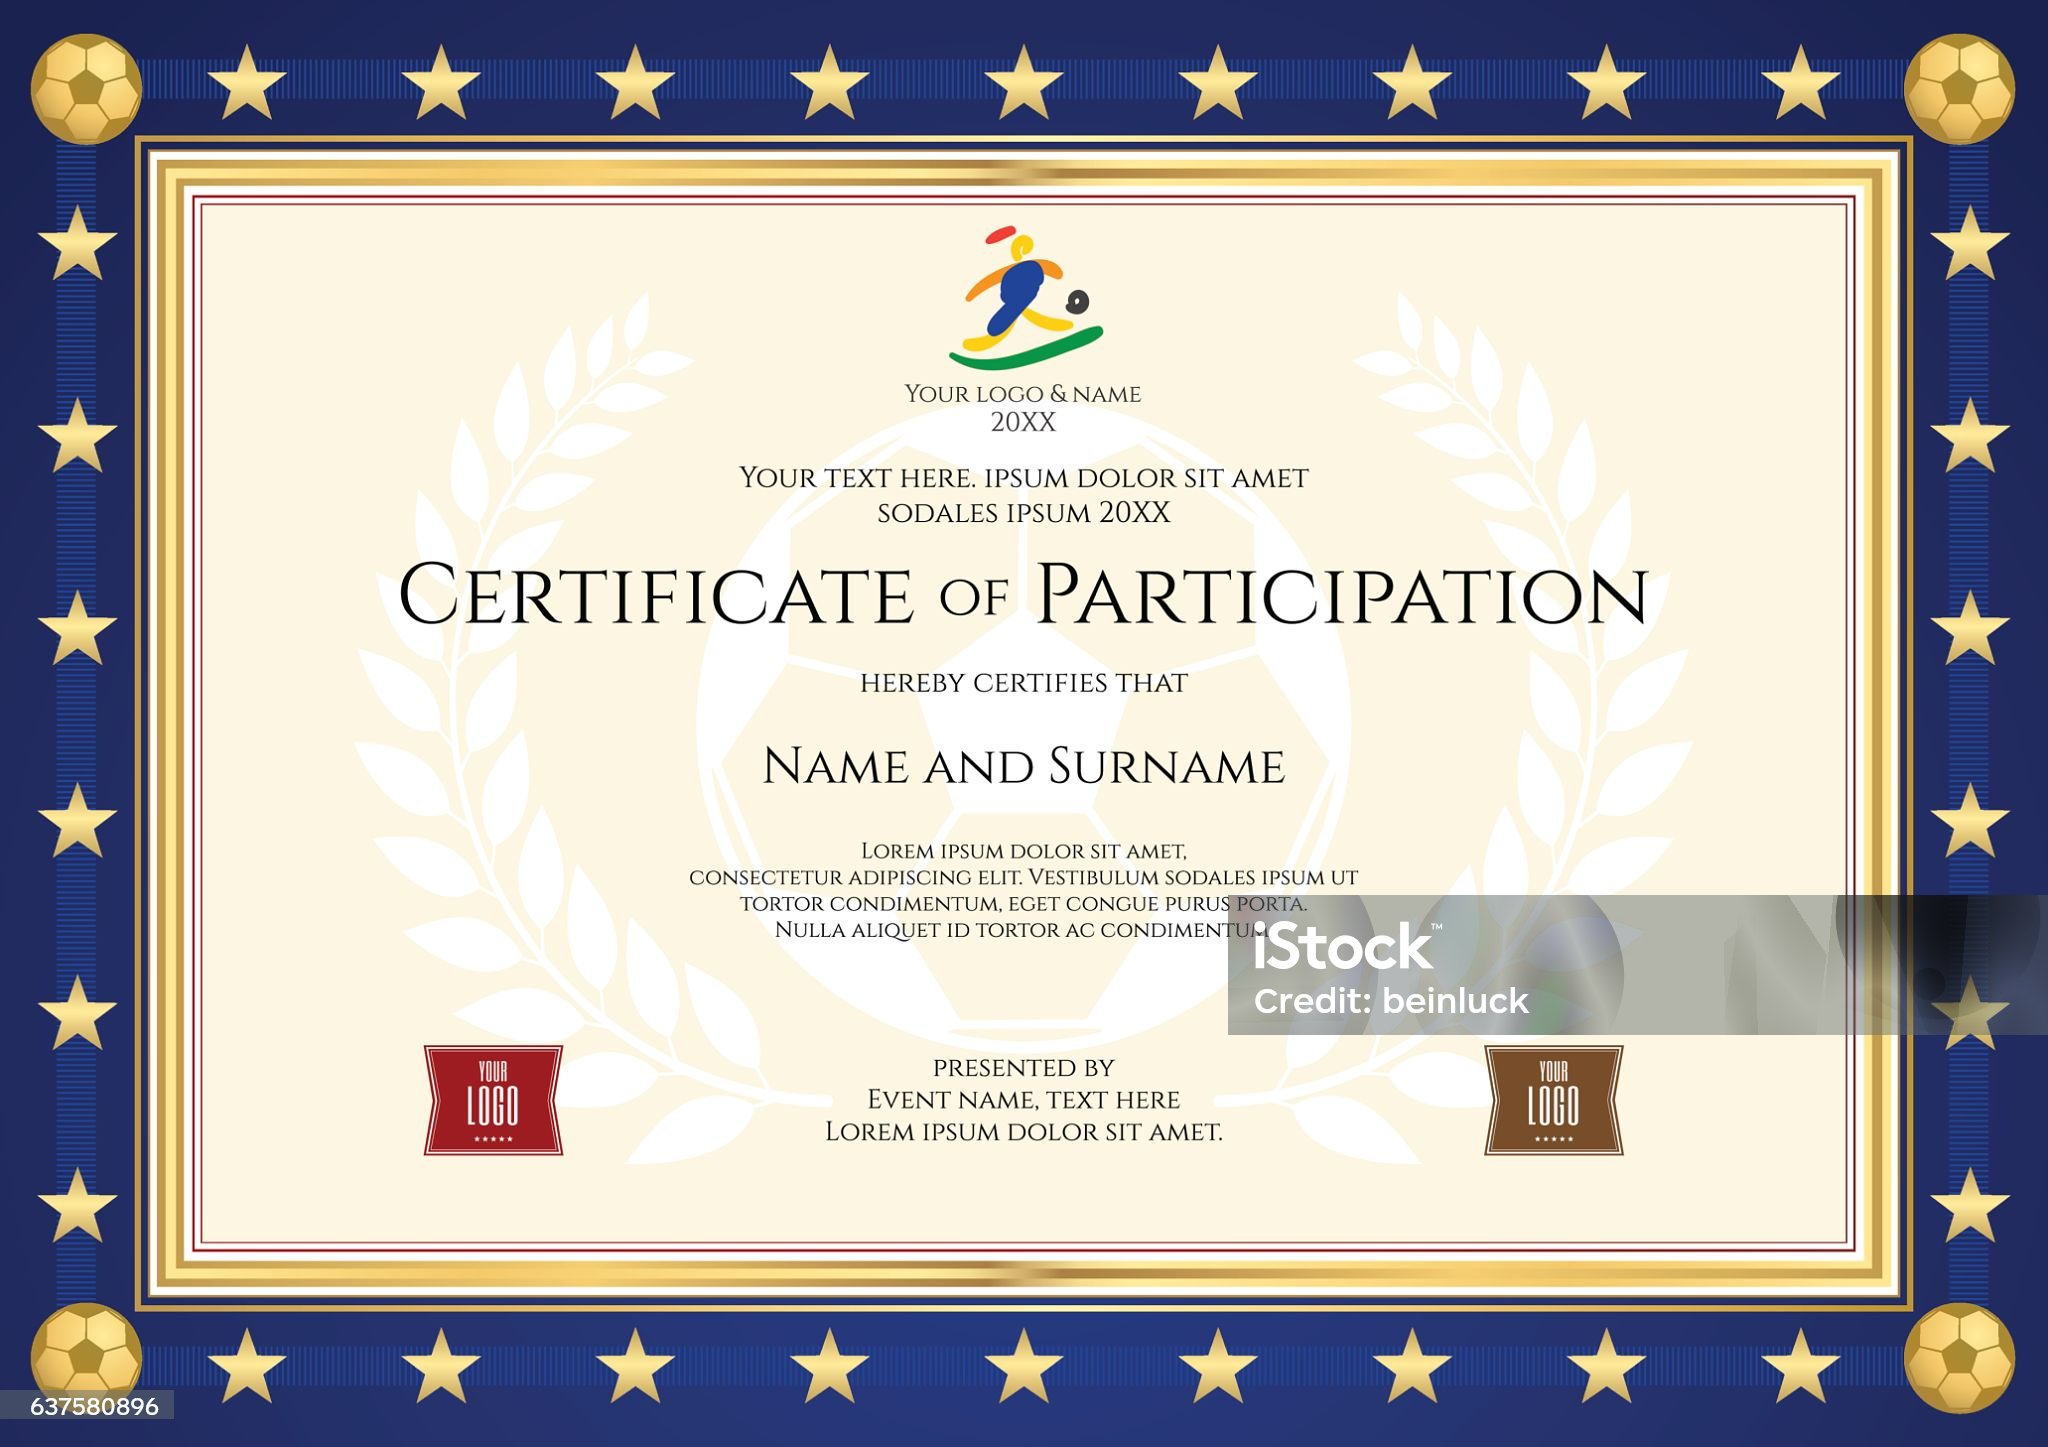 Your logo & name
20XX
Your text here. ipsum dolor sit amet
sodales ipsum 20XX
Certificate of Participation
hereby certifies that
Name and Surname
Lorem ipsum dolor sit amet,
consectetur adipiscing elit. Vestibulum sodales ipsum ut
tortor condimentum, eget congue purus porta.
Nulla aliquet id tortor ac condimentum
iStock™
Credit: beinluck
YOUR
LOGO
presented by
Event name, text here
Lorem ipsum dolor sit amet.
YOUR
LOGO
637580896